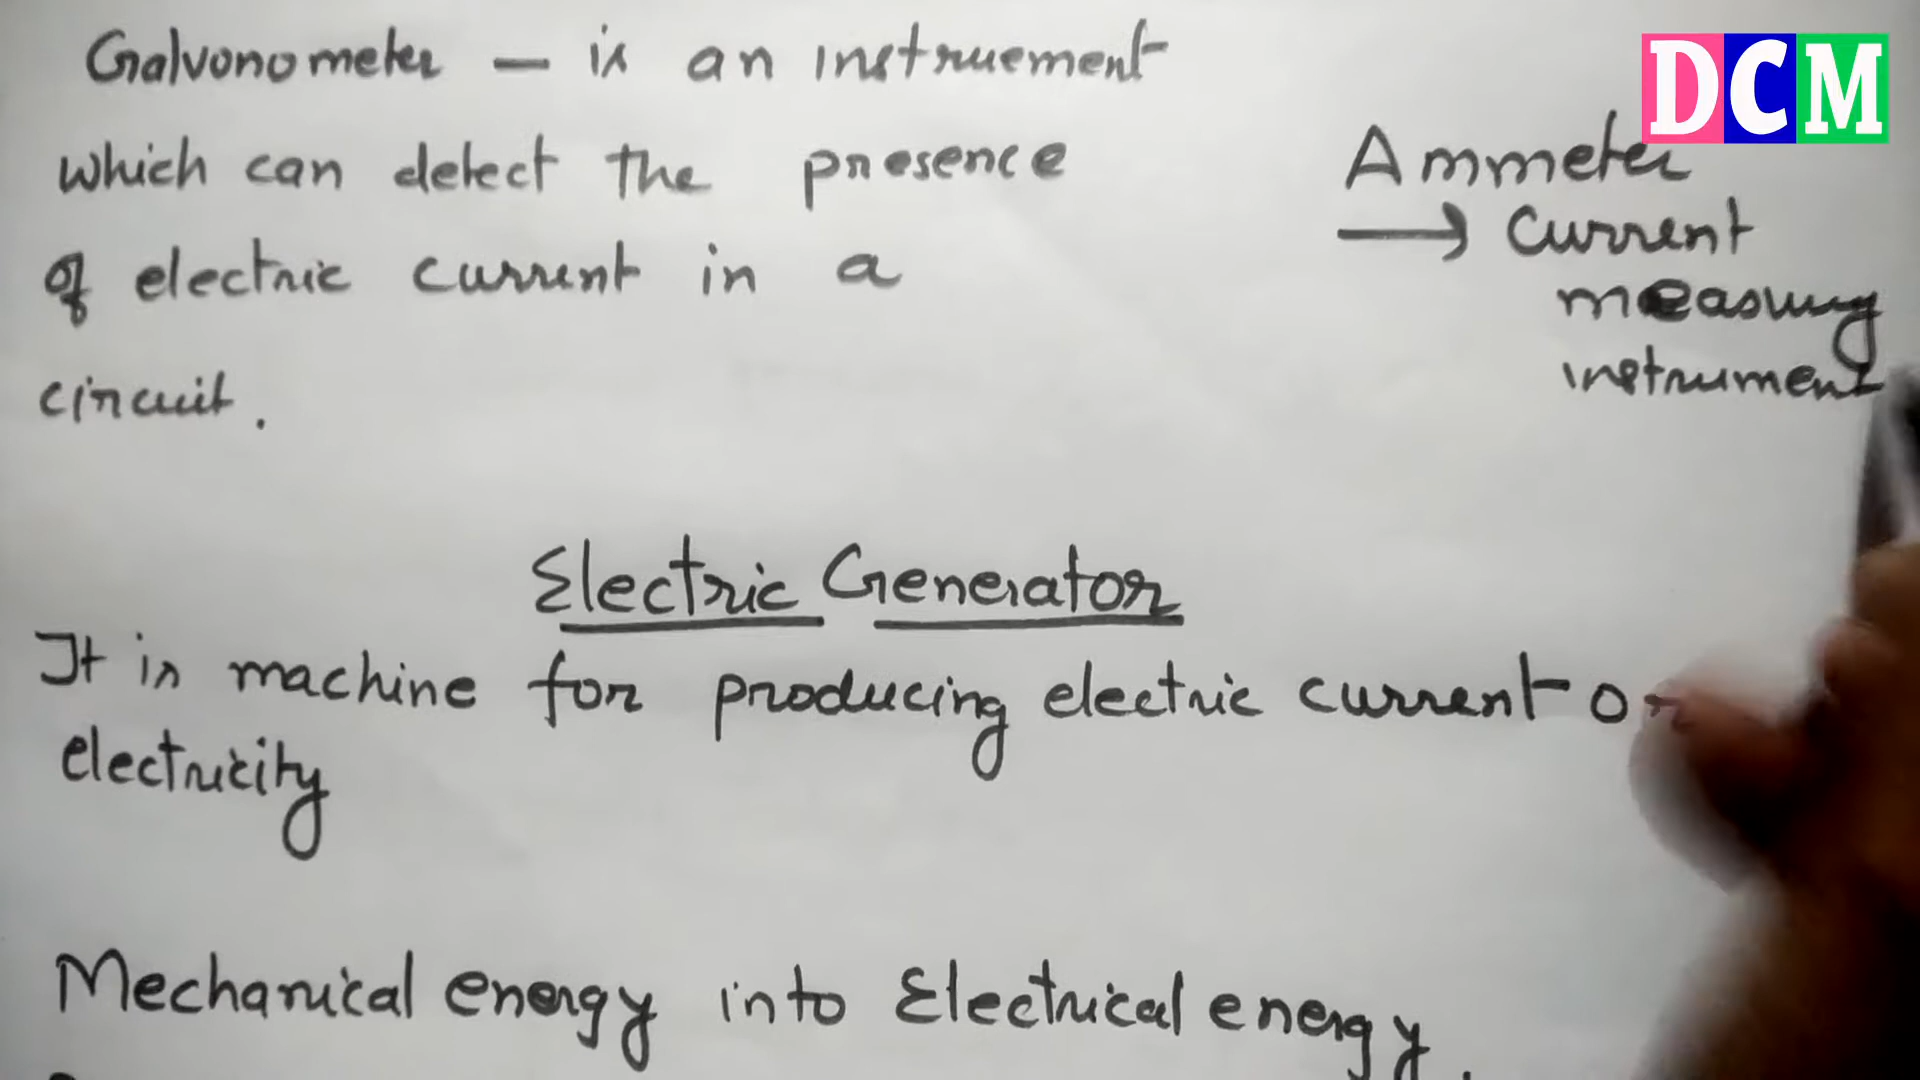 Galvonometer — is an instruement
which can detect the presence
of electric current in a
circuit.
DCM
Ammeter
→ Current
measuring
instrument
Electric Generator
It is machine for producing electric current or
electricity
Mechanical energy into Electrical energy.